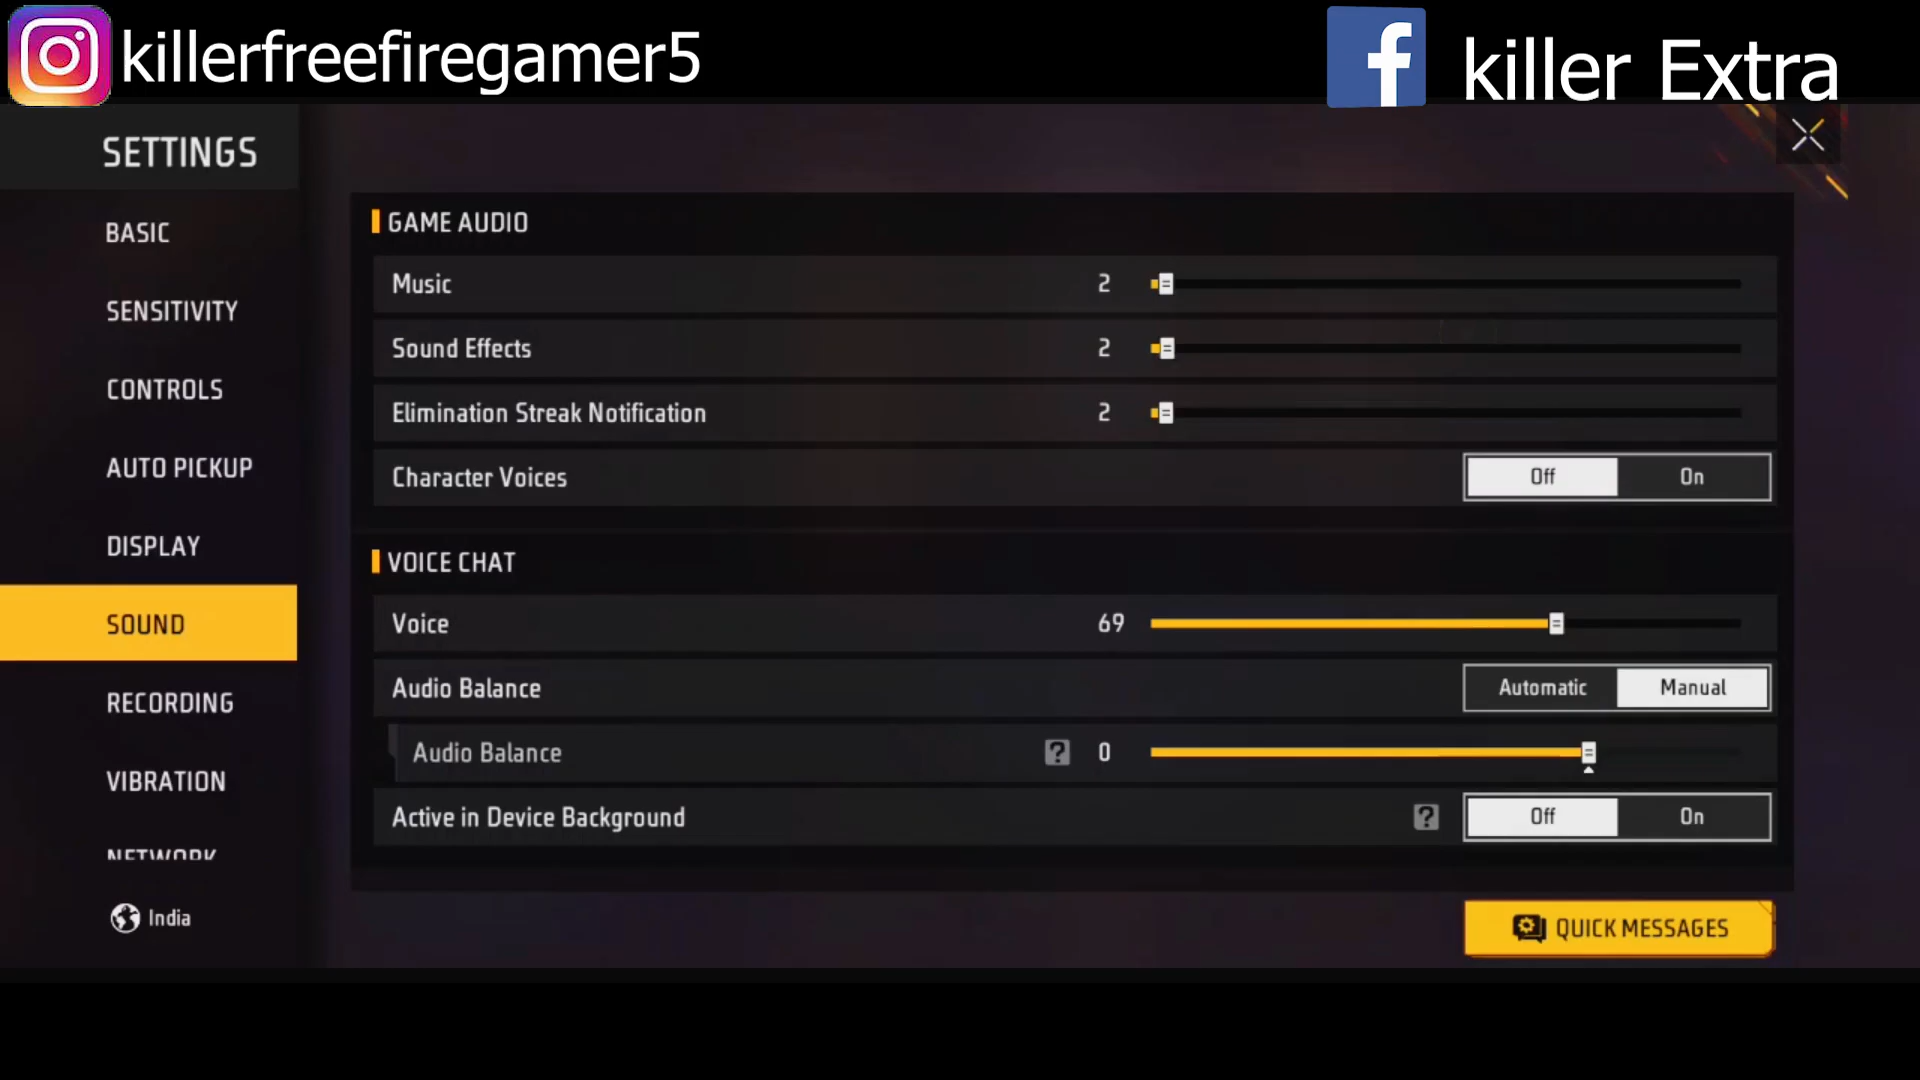 killerfreefiregamer5
killer Extra
SETTINGS
BASIC
SENSITIVITY
CONTROLS
AUTO PICKUP
DISPLAY
SOUND
RECORDING
VIBRATION
NETWORK
India
GAME AUDIO
Music 2
Sound Effects 2
Elimination Streak Notification 2
Character Voices Off On
VOICE CHAT
Voice 69
Audio Balance Automatic Manual
Audio Balance ? 0
Active in Device Background ? Off On
QUICK MESSAGES